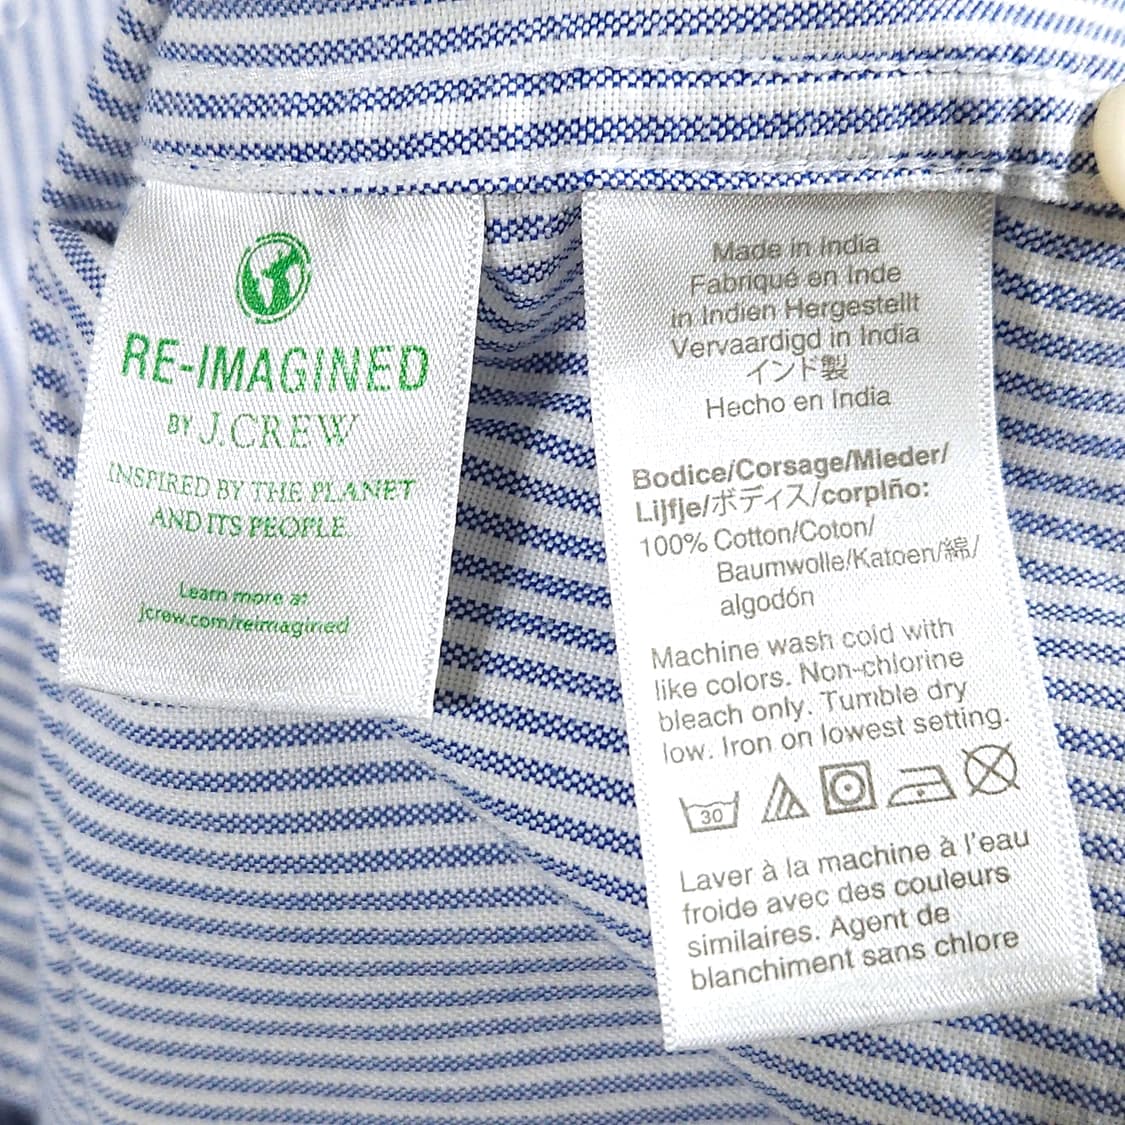 RE-IMAGINED
BY J.CREW
INSPIRED BY THE PLANET
AND ITS PEOPLE.
Learn more at
jcrew.com/reimagined
Made in India
Fabriqué en Inde
in Indien Hergestellt
Vervaardigd in India
インド製
Hecho en India
Bodice/Corsage/Mieder/
Lijfje/ボディス/corpiño:
100% Cotton/Coton/
Baumwolle/Katoen/綿/
algodón
Machine wash cold with
like colors. Non-chlorine
bleach only. Tumble dry
low. Iron on lowest setting.
30
Laver à la machine à l'eau
froide avec des couleurs
similaires. Agent de
blanchiment sans chlore